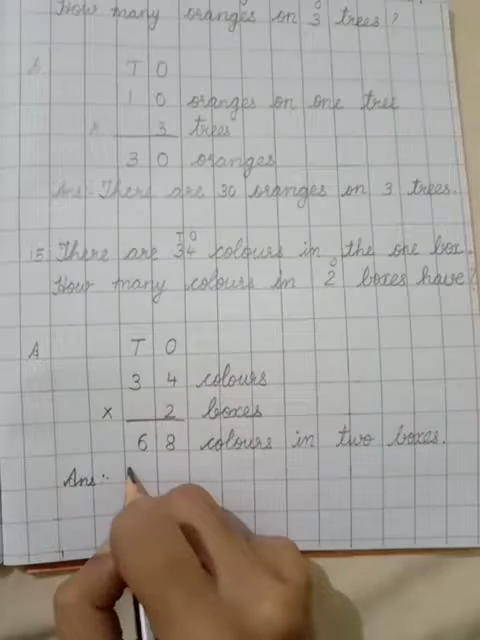 How many oranges on 3 trees?
A T O
1 0 oranges on one tree
x 3 trees
3 0 oranges
Ans:- There are 30 oranges on 3 trees.
T O
15) There are 34 colours in the one box.
O
How many colours in 2 boxes have?
A T O
3 4 colours
x 2 boxes
6 8 colours in two boxes.
Ans:-